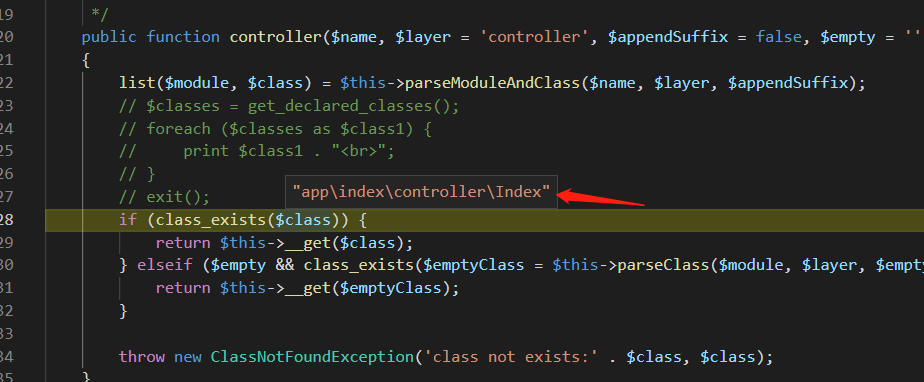 19 */
20 public function controller($name, $layer = 'controller', $appendSuffix = false, $empty = ''
21 {
22 list($module, $class) = $this->parseModuleAndClass($name, $layer, $appendSuffix);
23 // $classes = get_declared_classes();
24 // foreach ($classes as $class1) {
25 //     print $class1 . "<br>";
26 // }
"app\index\controller\Index"
27 // exit();
28 if (class_exists($class)) {
29 return $this->__get($class);
30 } elseif ($empty && class_exists($emptyClass = $this->parseClass($module, $layer, $empty
31 return $this->__get($emptyClass);
32 }
33
34 throw new ClassNotFoundException('class not exists:' . $class, $class);
35 }